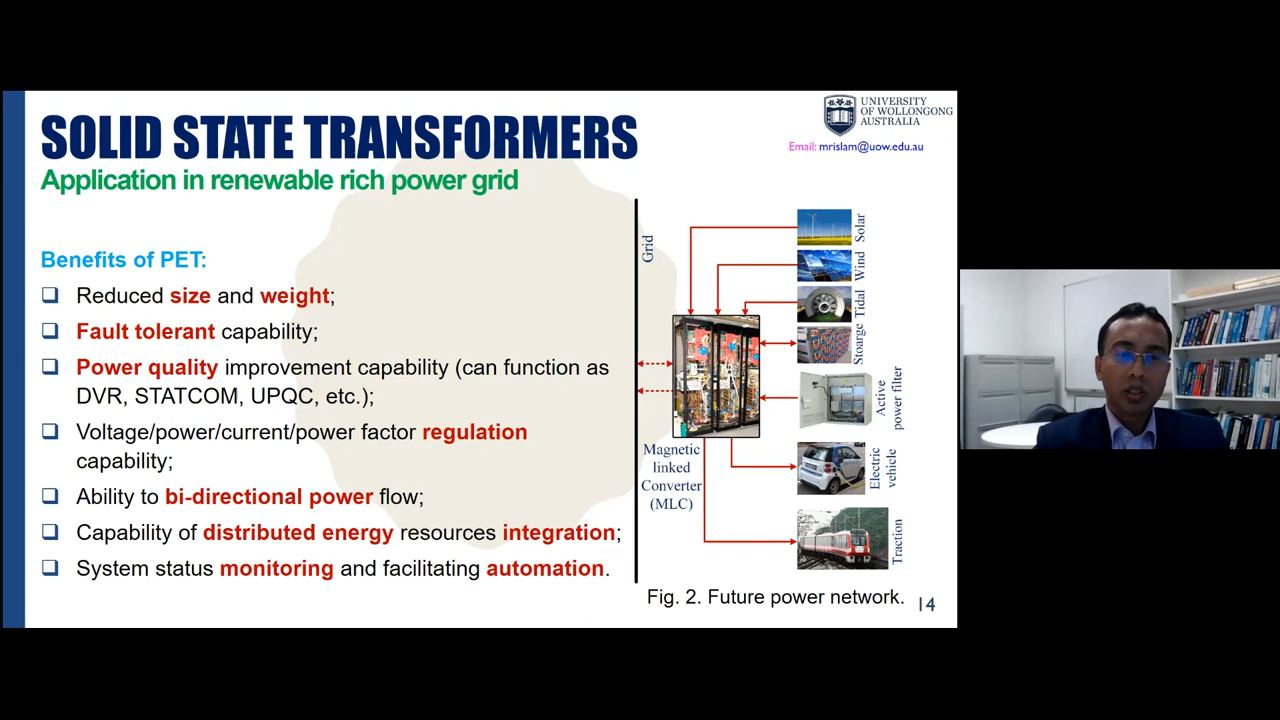 SOLID STATE TRANSFORMERS
Application in renewable rich power grid
UNIVERSITY
OF WOLLONGONG
AUSTRALIA
Email: mrislam@uow.edu.au
Benefits of PET:
Reduced size and weight;
Fault tolerant capability;
Power quality improvement capability (can function as
DVR, STATCOM, UPQC, etc.);
Voltage/power/current/power factor regulation
capability;
Ability to bi-directional power flow;
Capability of distributed energy resources integration;
System status monitoring and facilitating automation.
Grid
Solar
Wind
Tidal
Stoarge
Active
power filter
Magnetic
linked
Converter
(MLC)
Electric
vehicle
Traction
Fig. 2. Future power network.
14